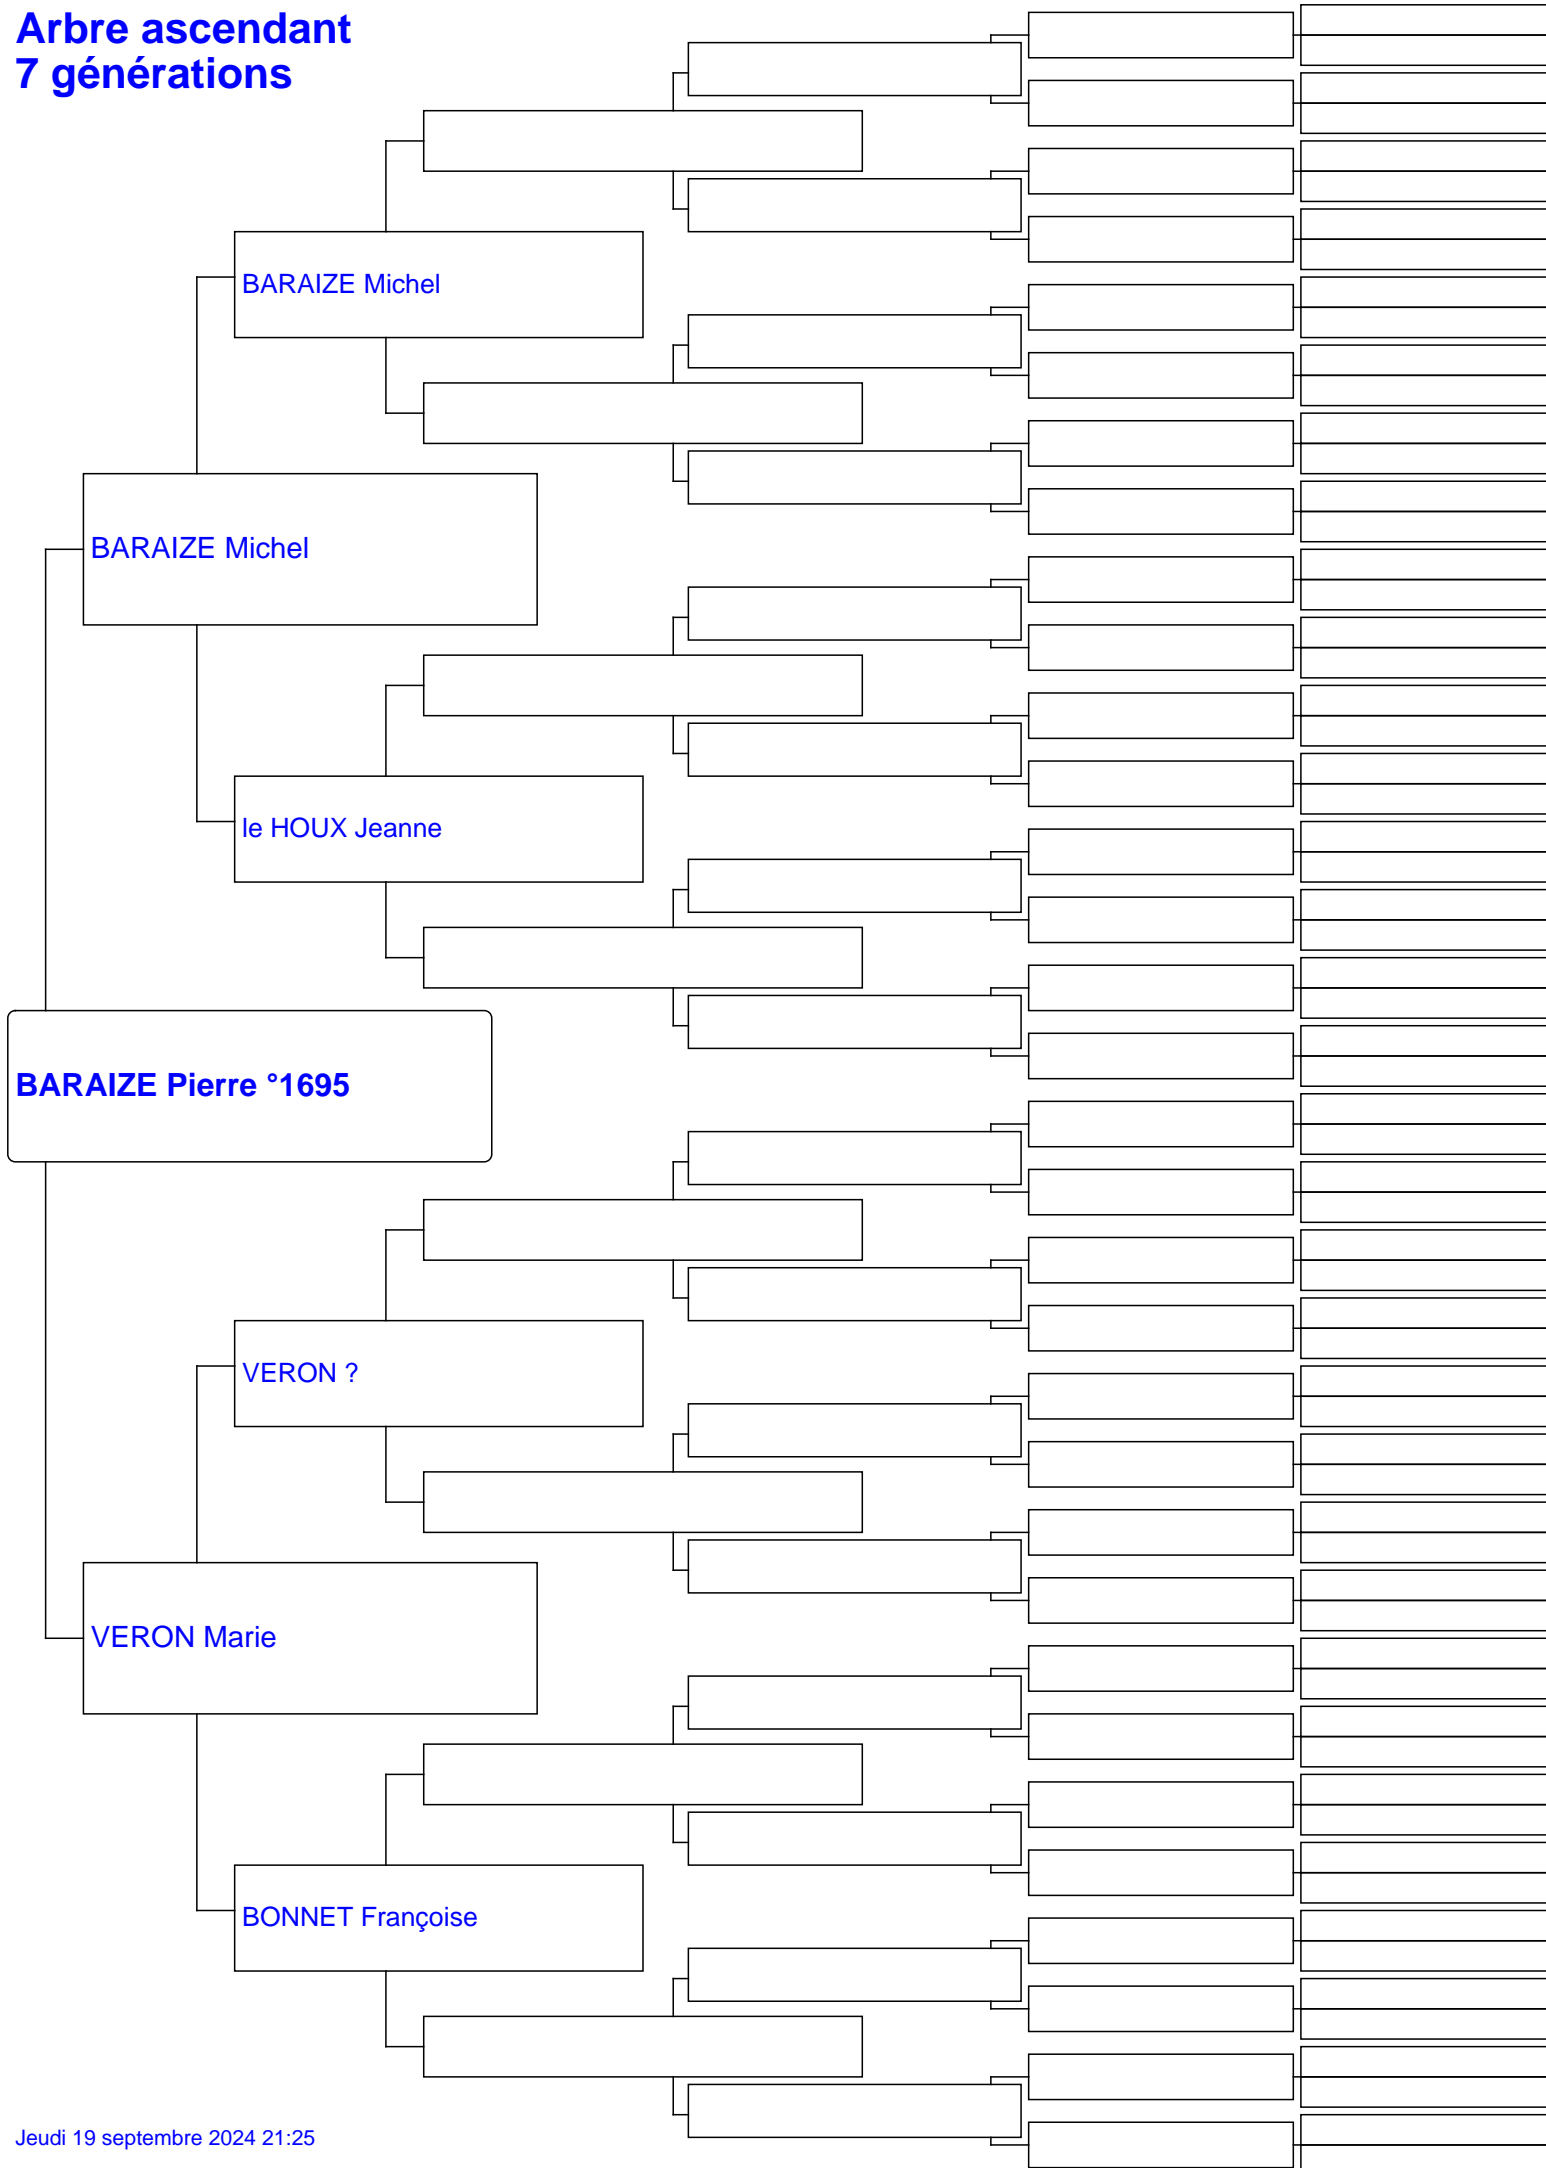 Arbre ascendant
7 générations
BARAIZE Michel
BARAIZE Michel
le HOUX Jeanne
BARAIZE Pierre °1695
VERON ?
VERON Marie
BONNET Françoise
Jeudi 19 septembre 2024 21:25